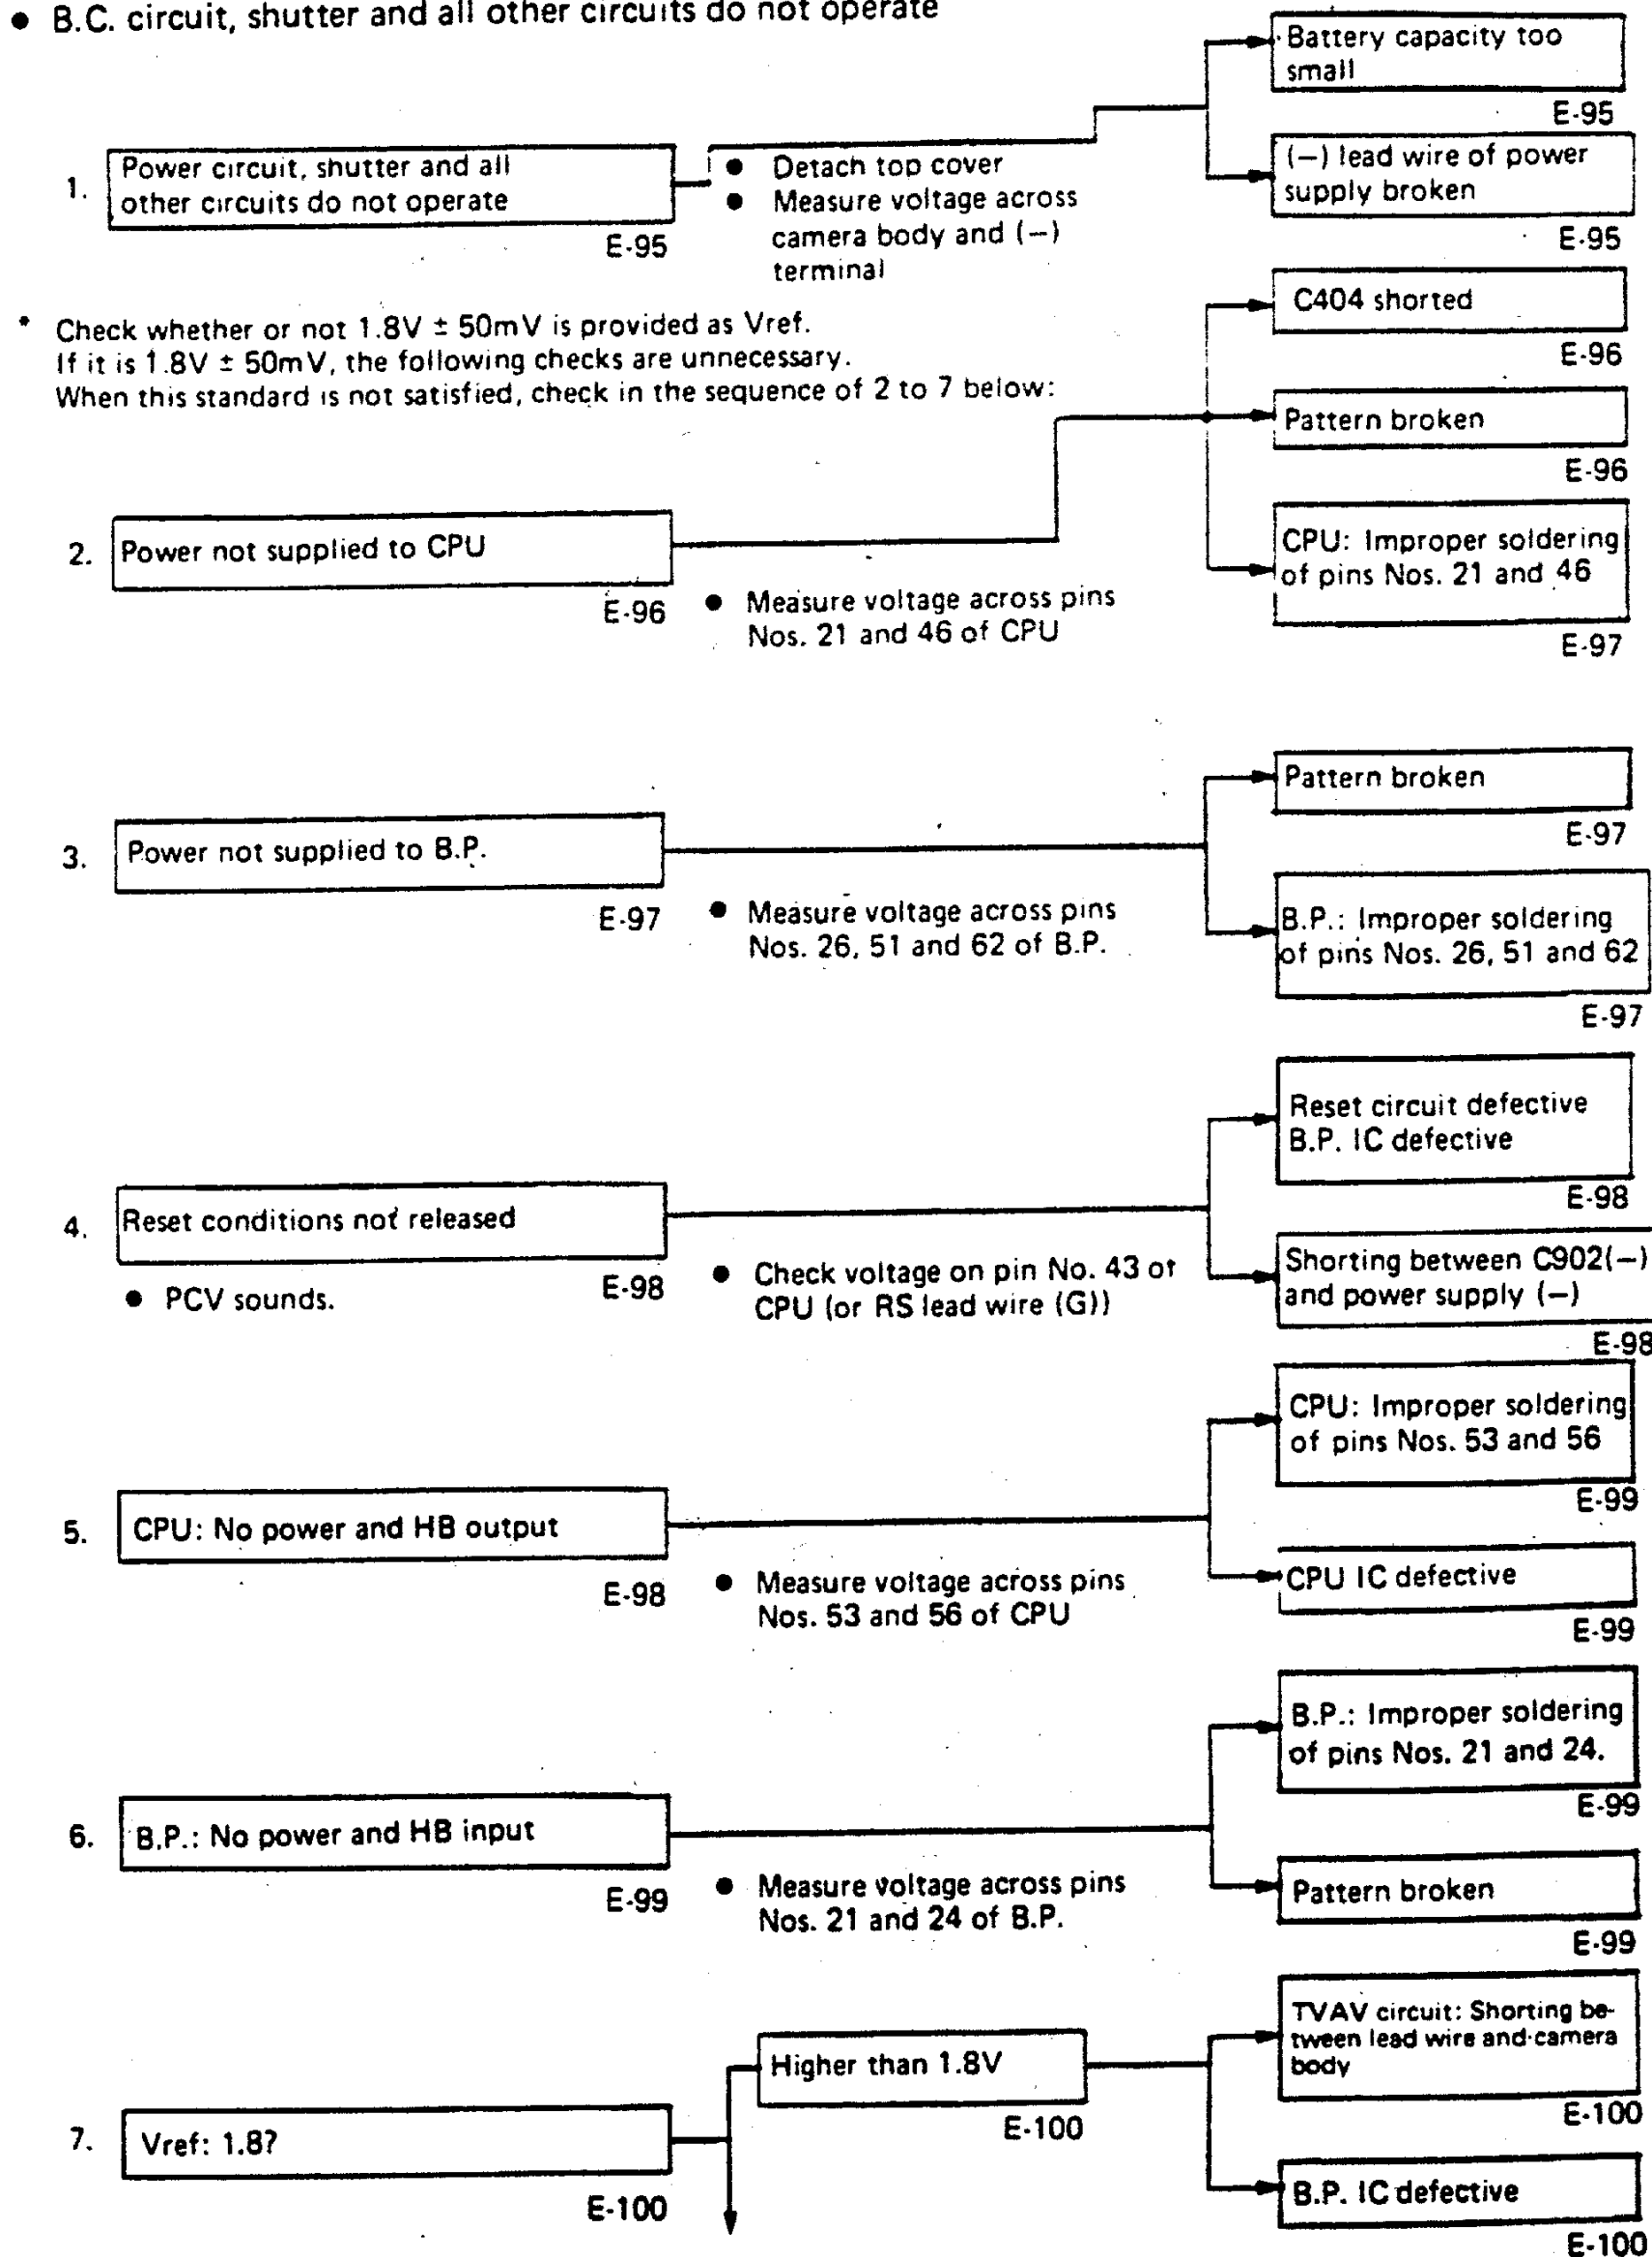 ● B.C. circuit, shutter and all other circuits do not operate
1. Power circuit, shutter and all
other circuits do not operate
E-95
● Detach top cover
● Measure voltage across
camera body and (−)
terminal
Battery capacity too
small
E-95
(−) lead wire of power
supply broken
E-95
* Check whether or not 1.8V ± 50mV is provided as Vref.
If it is 1.8V ± 50mV, the following checks are unnecessary.
When this standard is not satisfied, check in the sequence of 2 to 7 below:
2. Power not supplied to CPU
E-96
● Measure voltage across pins
Nos. 21 and 46 of CPU
C404 shorted
E-96
Pattern broken
E-96
CPU: Improper soldering
of pins Nos. 21 and 46
E-97
3. Power not supplied to B.P.
E-97
● Measure voltage across pins
Nos. 26, 51 and 62 of B.P.
Pattern broken
E-97
B.P.: Improper soldering
of pins Nos. 26, 51 and 62
E-97
4. Reset conditions not released
E-98
● PCV sounds.
● Check voltage on pin No. 43 of
CPU (or RS lead wire (G))
Reset circuit defective
B.P. IC defective
E-98
Shorting between C902(−)
and power supply (−)
E-98
5. CPU: No power and HB output
E-98
● Measure voltage across pins
Nos. 53 and 56 of CPU
CPU: Improper soldering
of pins Nos. 53 and 56
E-99
CPU IC defective
E-99
6. B.P.: No power and HB input
E-99
● Measure voltage across pins
Nos. 21 and 24 of B.P.
B.P.: Improper soldering
of pins Nos. 21 and 24.
E-99
Pattern broken
E-99
7. Vref: 1.8?
E-100
Higher than 1.8V
E-100
TVAV circuit: Shorting be-
tween lead wire and camera
body
E-100
B.P. IC defective
E-100